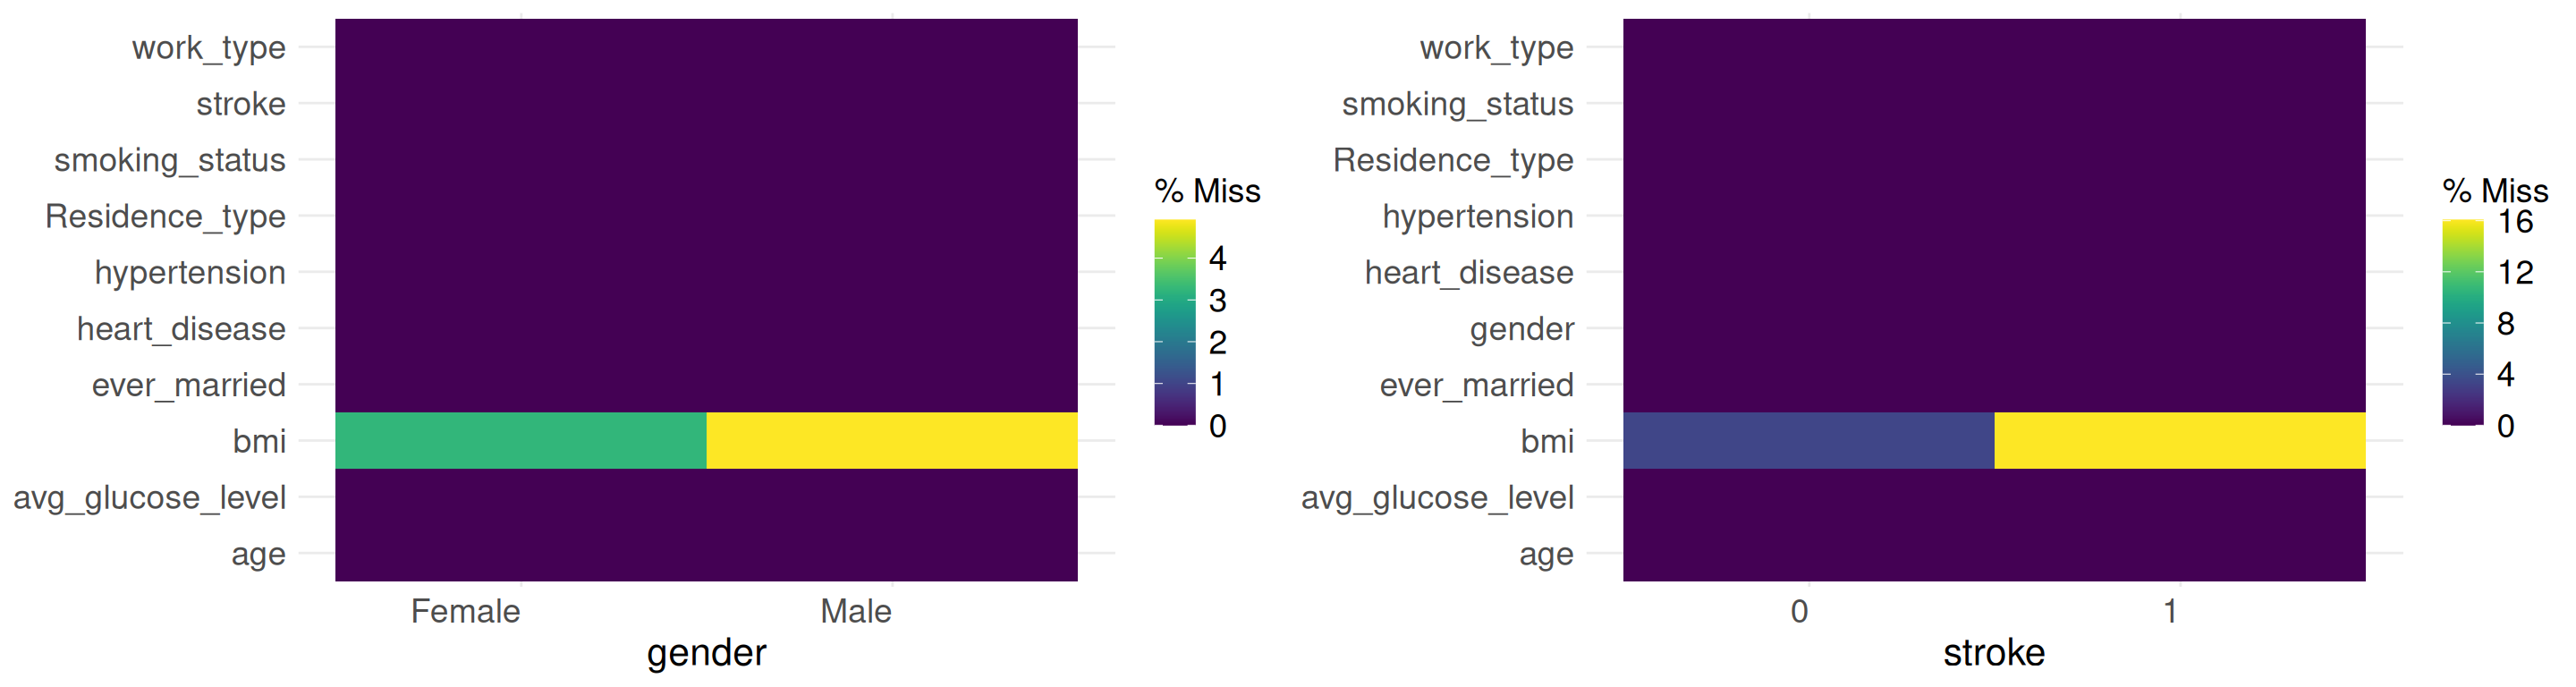 work_type
stroke
smoking_status
Residence_type
hypertension
heart_disease
ever_married
bmi
avg_glucose_level
age
Female Male
gender
% Miss
4
3
2
1
0
work_type
smoking_status
Residence_type
hypertension
heart_disease
gender
ever_married
bmi
avg_glucose_level
age
0 1
stroke
% Miss
16
12
8
4
0